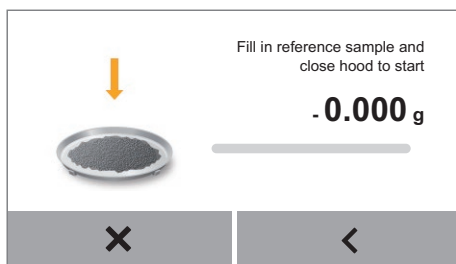 Fill in reference sample and
close hood to start
- 0.000 g